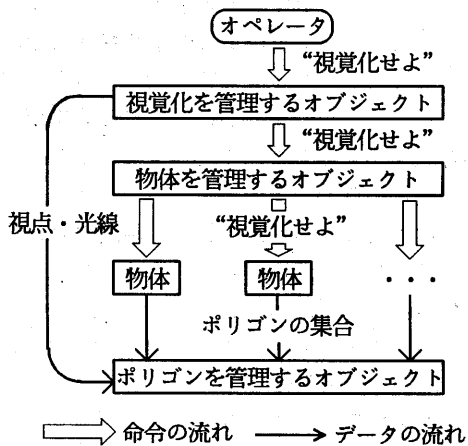 オペレータ
“視覚化せよ”
視覚化を管理するオブジェクト
“視覚化せよ”
物体を管理するオブジェクト
視点・光線
“視覚化せよ”
物体
物体
・・・
ポリゴンの集合
ポリゴンを管理するオブジェクト
命令の流れ
データの流れ